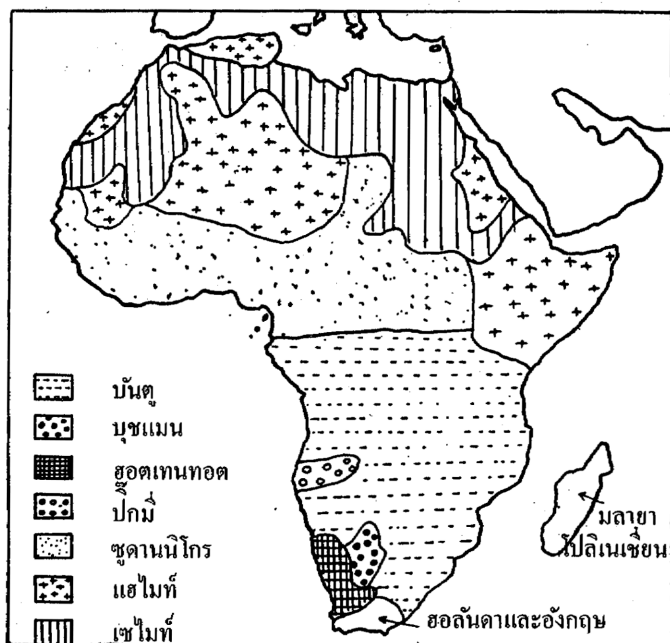 บันตู
บุชแมน
ฮอตเทนทอต
ปิกมี่
ซูดานนิโกร
แฮไมท์
เซไมท์
มลายา
โปลิเนเชี่ยน
ฮอลันดาและอังกฤษ